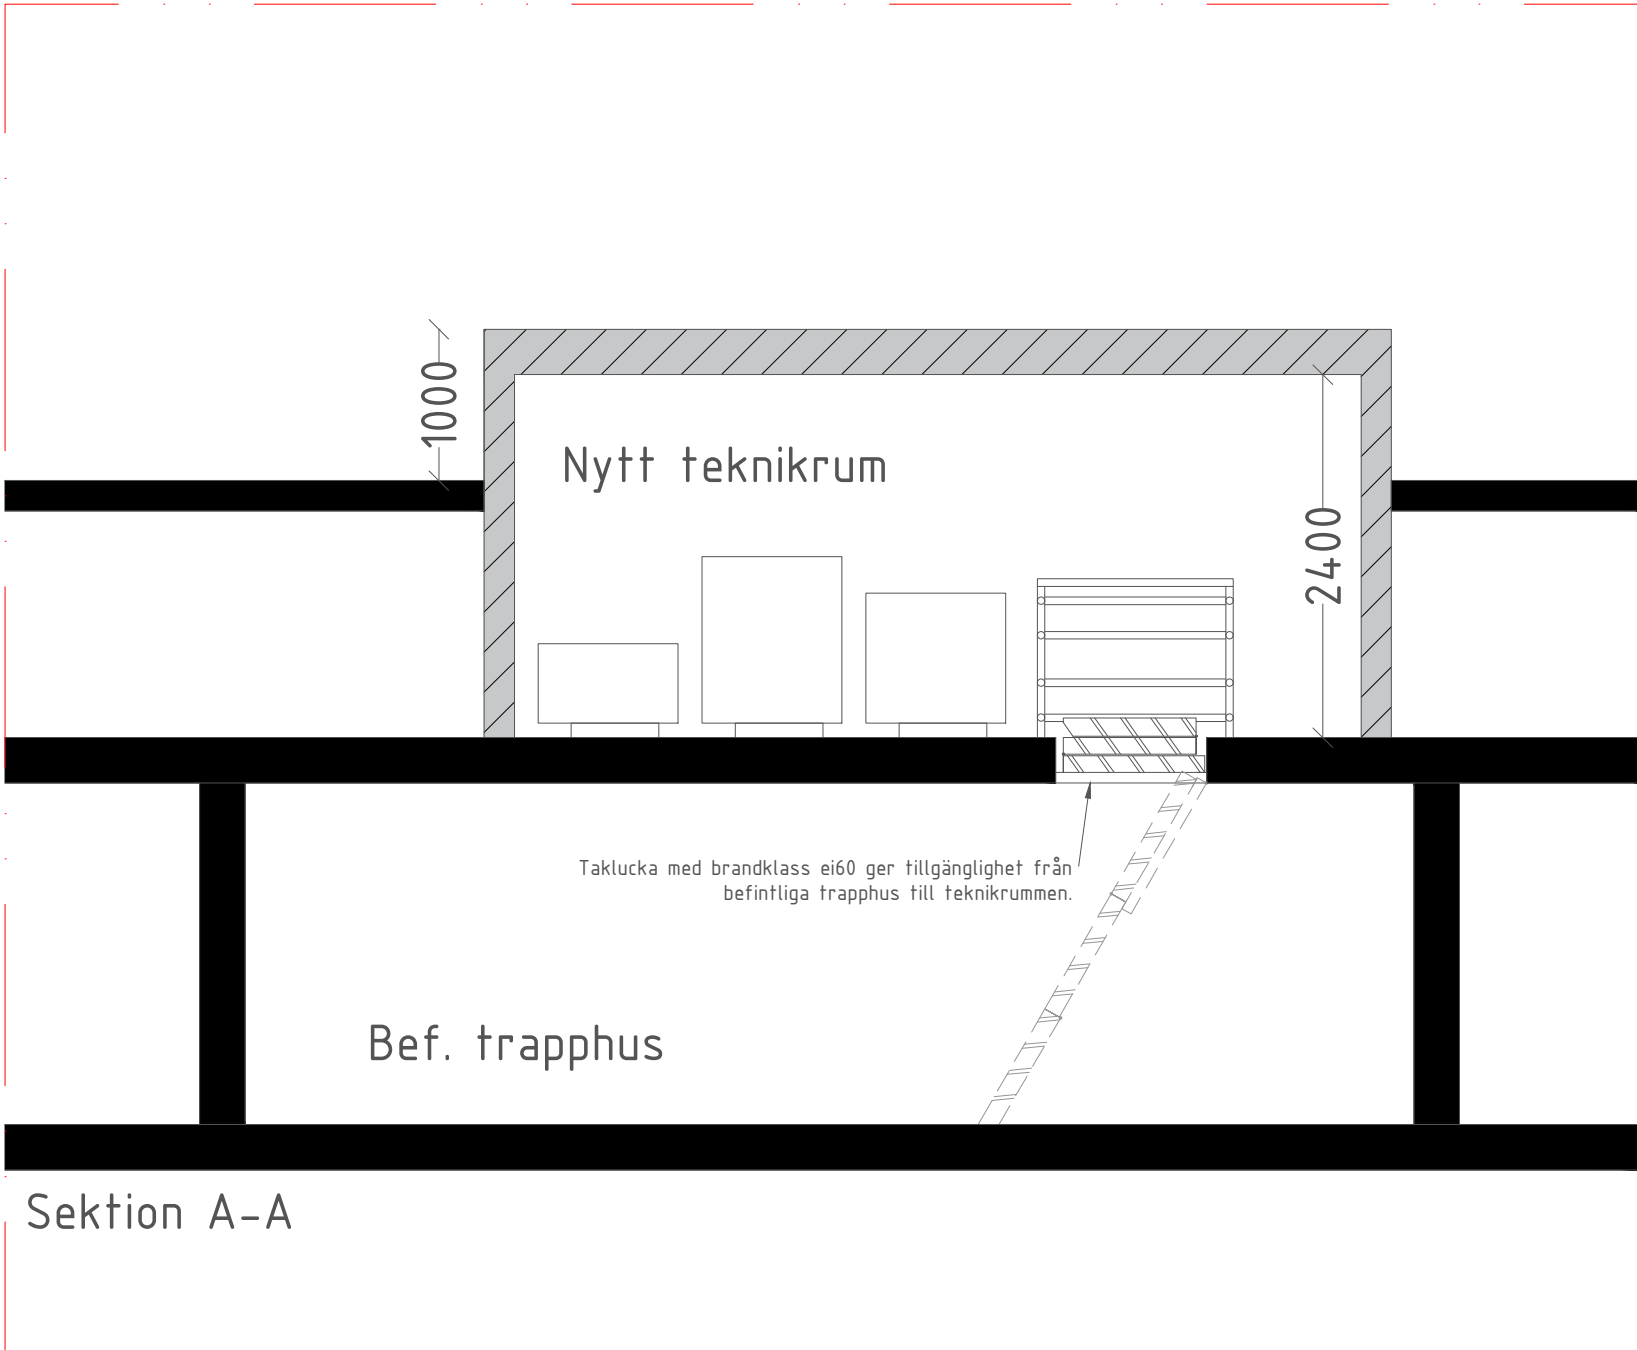 1000
Nytt teknikrum
2400
Taklucka med brandklass ei60 ger tillgänglighet från
befintliga trapphus till teknikrummen.
Bef. trapphus
Sektion A-A